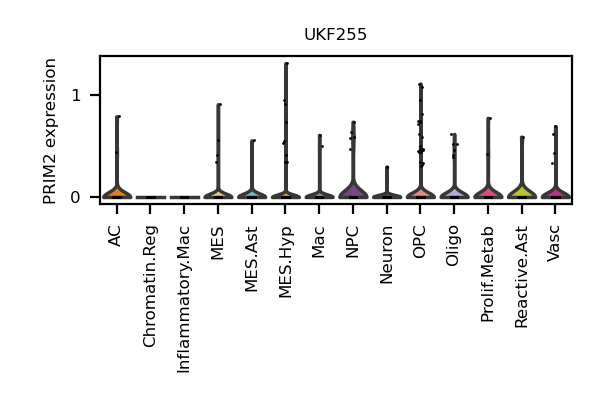 UKF255
PRIM2 expression
1
0
AC
Chromatin.Reg
Inflammatory.Mac
MES
MES.Ast
MES.Hyp
Mac
NPC
Neuron
OPC
Oligo
Prolif.Metab
Reactive.Ast
Vasc